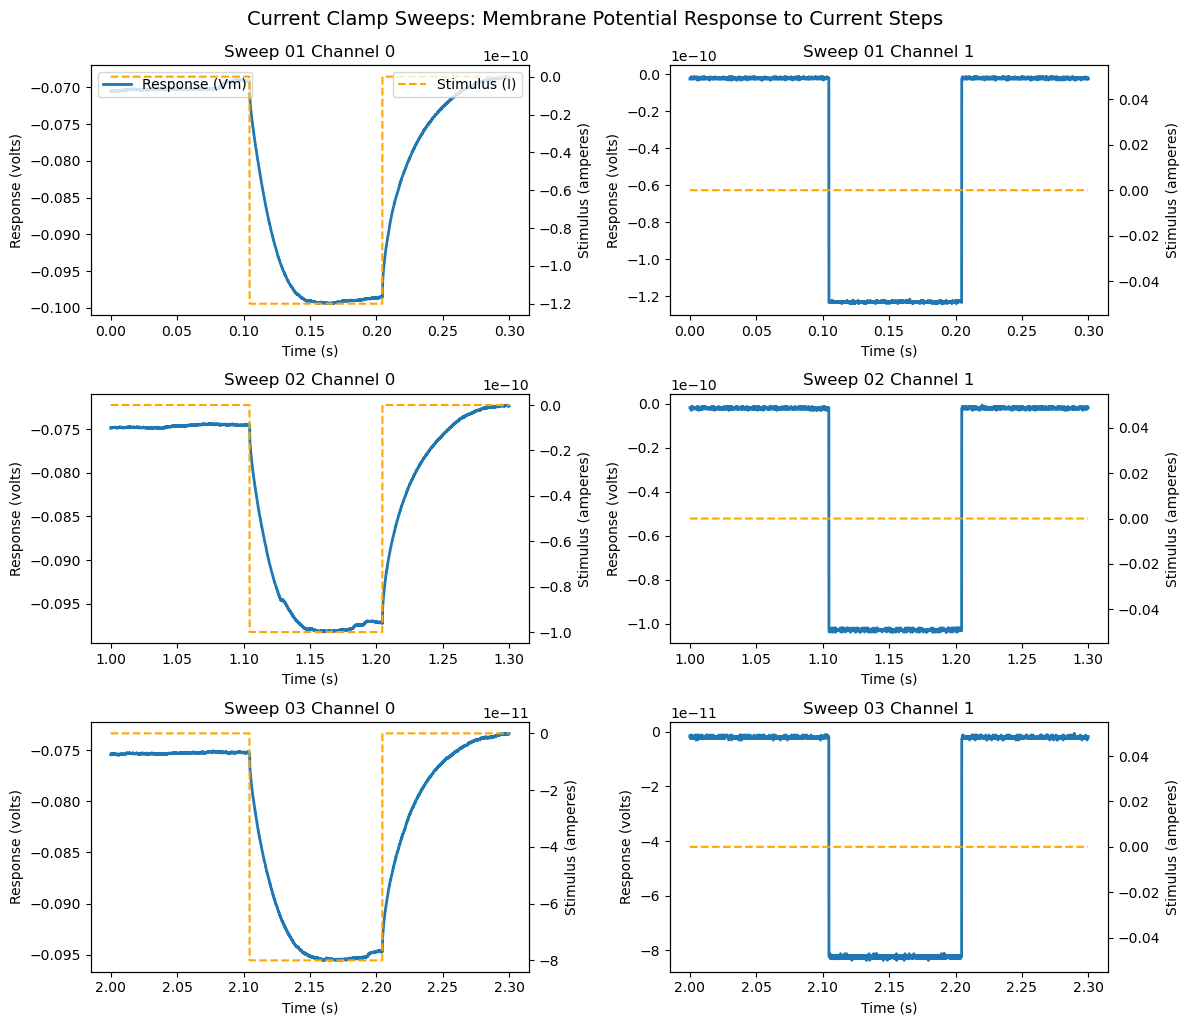 Current Clamp Sweeps: Membrane Potential Response to Current Steps
Sweep 01 Channel 0
1e−10
Response (Vm)
Stimulus (I)
−0.070
−0.075
−0.080
−0.085
−0.090
−0.095
−0.100
Response (volts)
0.0
−0.2
−0.4
−0.6
−0.8
−1.0
−1.2
Stimulus (amperes)
0.00 0.05 0.10 0.15 0.20 0.25 0.30
Time (s)
Sweep 01 Channel 1
1e−10
0.0
−0.2
−0.4
−0.6
−0.8
−1.0
−1.2
Response (volts)
0.04
0.02
0.00
−0.02
−0.04
Stimulus (amperes)
0.00 0.05 0.10 0.15 0.20 0.25 0.30
Time (s)
Sweep 02 Channel 0
1e−10
−0.075
−0.080
−0.085
−0.090
−0.095
Response (volts)
0.0
−0.2
−0.4
−0.6
−0.8
−1.0
Stimulus (amperes)
1.00 1.05 1.10 1.15 1.20 1.25 1.30
Time (s)
Sweep 02 Channel 1
1e−10
0.0
−0.2
−0.4
−0.6
−0.8
−1.0
Response (volts)
0.04
0.02
0.00
−0.02
−0.04
Stimulus (amperes)
1.00 1.05 1.10 1.15 1.20 1.25 1.30
Time (s)
Sweep 03 Channel 0
1e−11
−0.075
−0.080
−0.085
−0.090
−0.095
Response (volts)
0
−2
−4
−6
−8
Stimulus (amperes)
2.00 2.05 2.10 2.15 2.20 2.25 2.30
Time (s)
Sweep 03 Channel 1
1e−11
0
−2
−4
−6
−8
Response (volts)
0.04
0.02
0.00
−0.02
−0.04
Stimulus (amperes)
2.00 2.05 2.10 2.15 2.20 2.25 2.30
Time (s)